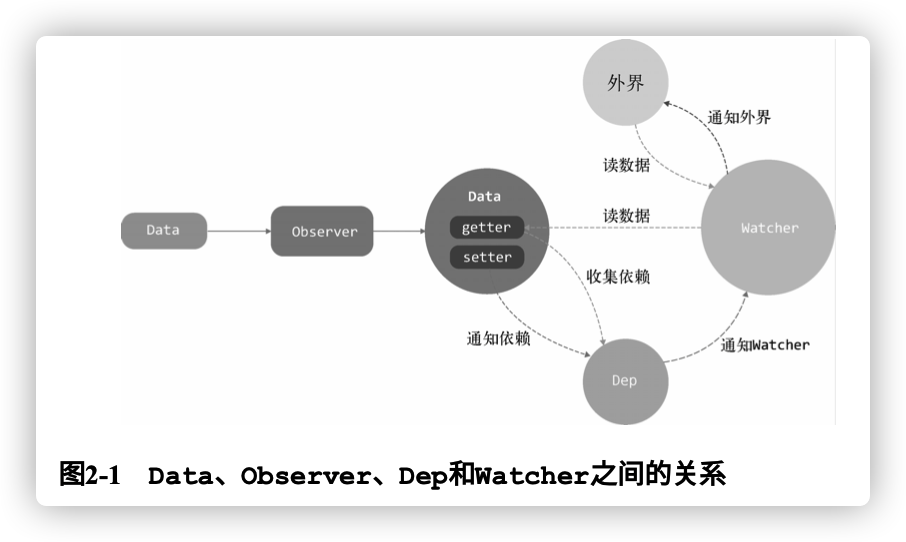 外界
通知外界
读数据
Data
Observer
Data
getter
setter
读数据
Watcher
收集依赖
通知依赖
通知Watcher
Dep
图2-1 Data、Observer、Dep和Watcher之间的关系